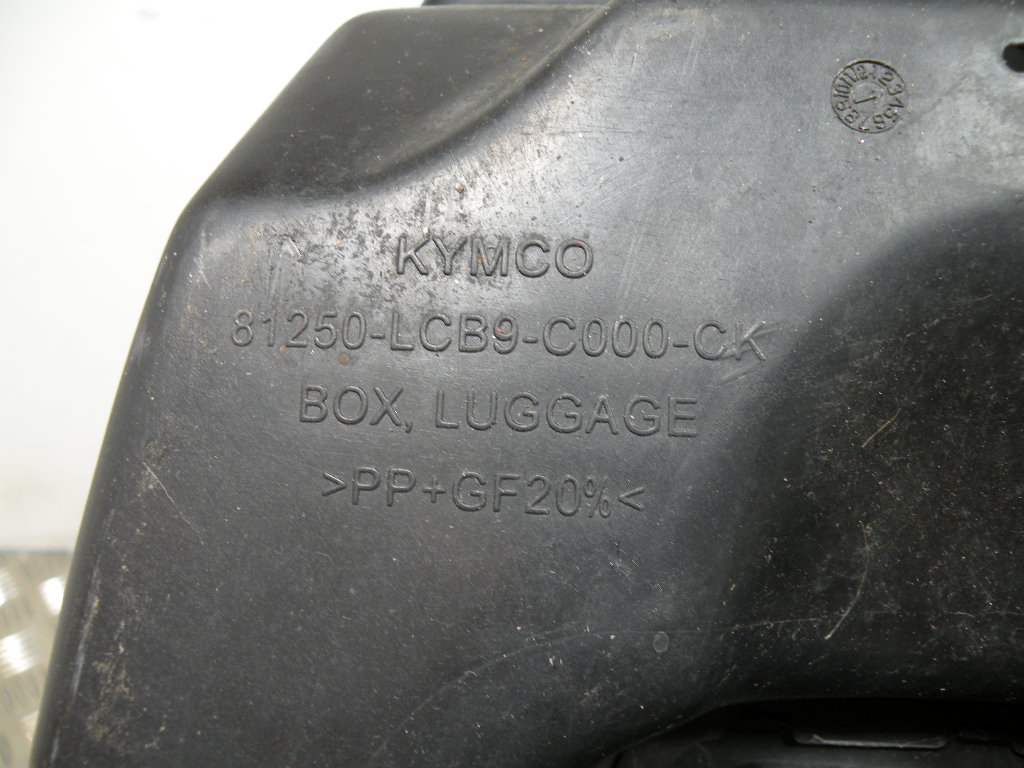 KYMCO
81250-LCB9-C000-CK
BOX, LUGGAGE
>PP+GF20%<